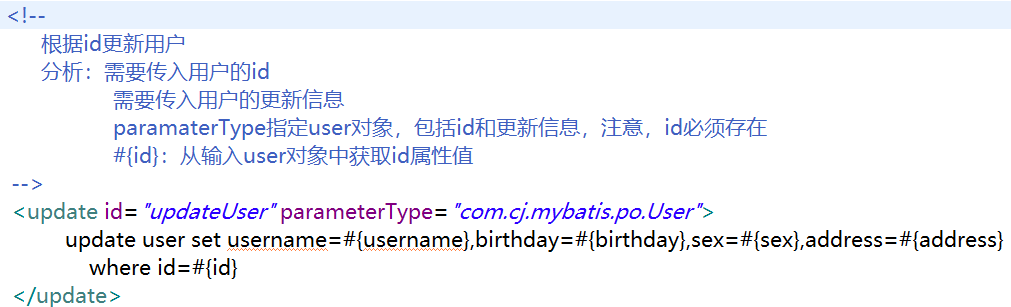 <!--
根据id更新用户
分析：需要传入用户的id
需要传入用户的更新信息
paramaterType指定user对象，包括id和更新信息，注意，id必须存在
#{id}：从输入user对象中获取id属性值
-->
<update id="updateUser" parameterType="com.cj.mybatis.po.User">
update user set username=#{username},birthday=#{birthday},sex=#{sex},address=#{address}
where id=#{id}
</update>